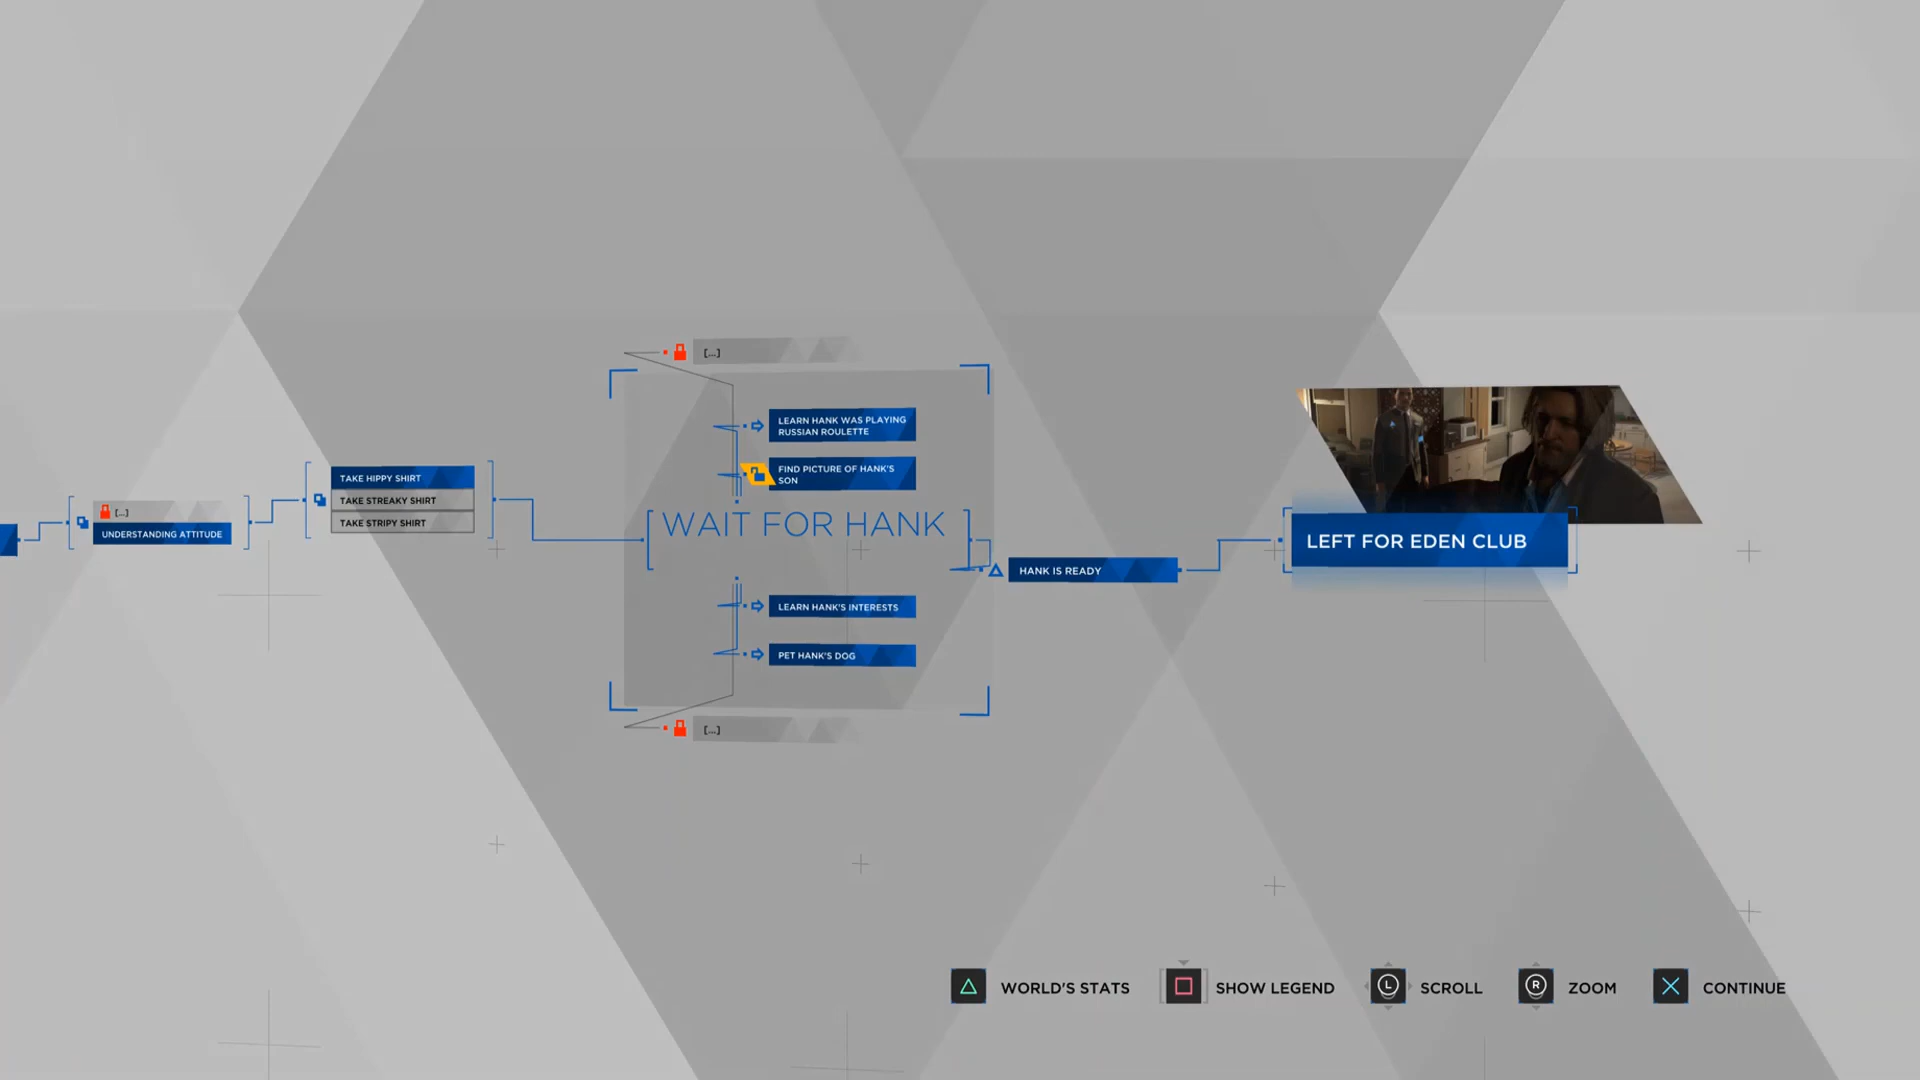 [...]
LEARN HANK WAS PLAYING
RUSSIAN ROULETTE
FIND PICTURE OF HANK'S
SON
TAKE HIPPY SHIRT
TAKE STREAKY SHIRT
TAKE STRIPY SHIRT
[...]
UNDERSTANDING ATTITUDE
WAIT FOR HANK
LEFT FOR EDEN CLUB
HANK IS READY
LEARN HANK'S INTERESTS
PET HANK'S DOG
[...]
WORLD'S STATS
SHOW LEGEND
L
SCROLL
R
ZOOM
CONTINUE